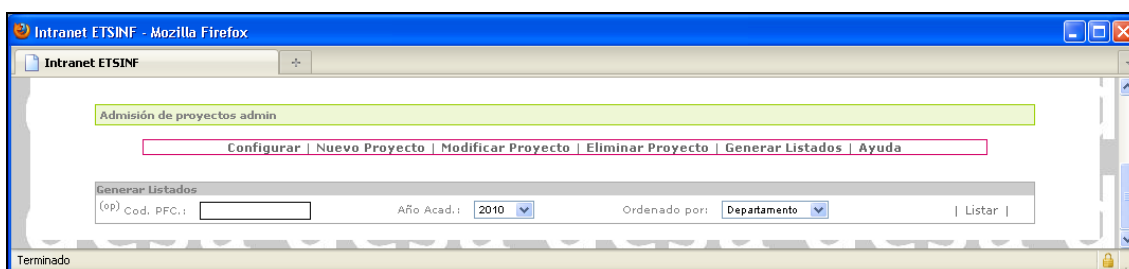 Intranet ETSINF - Mozilla Firefox
Intranet ETSINF
Admisión de proyectos admin
Configurar | Nuevo Proyecto | Modificar Proyecto | Eliminar Proyecto | Generar Listados | Ayuda
Generar Listados
(op) Cod. PFC.: Año Acad.: 2010 Ordenado por: Departamento | Listar |
Terminado